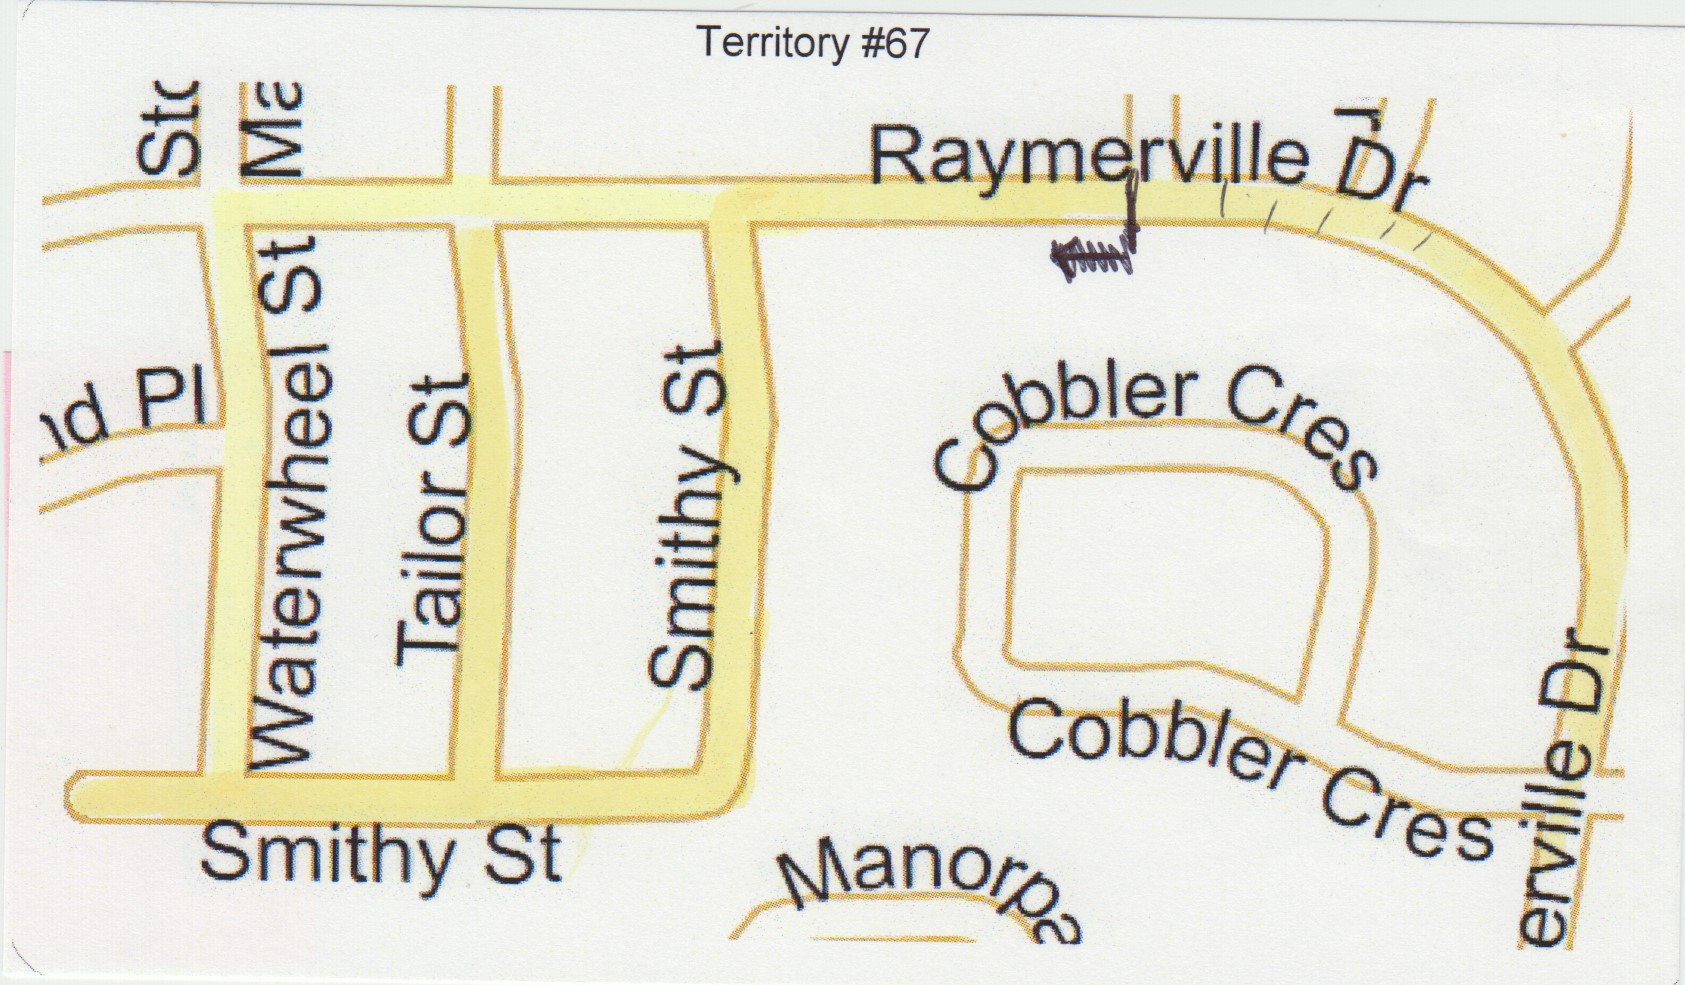 Territory #67
Sto
Ma
Raymerville Dr
r
Waterwheel St
Tailor St
Smithy St
nd Pl
Cobbler Cres
Cobbler Cres
erville Dr
Smithy St
Manorpa